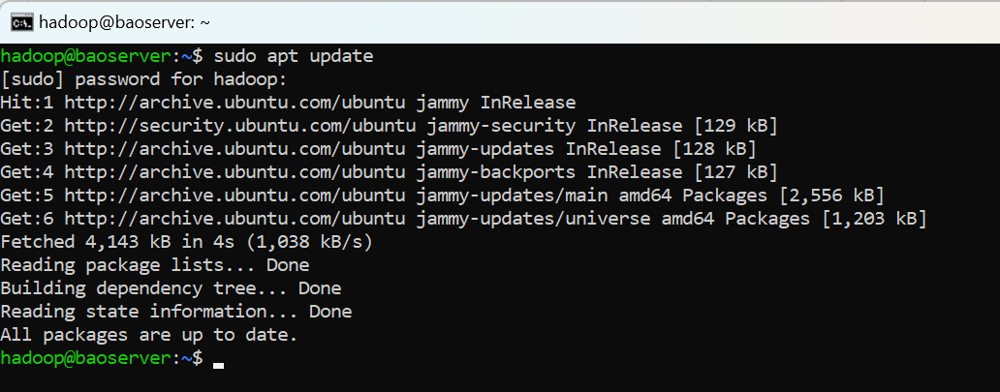 hadoop@baoserver: ~
hadoop@baoserver:~$ sudo apt update
[sudo] password for hadoop:
Hit:1 http://archive.ubuntu.com/ubuntu jammy InRelease
Get:2 http://security.ubuntu.com/ubuntu jammy-security InRelease [129 kB]
Get:3 http://archive.ubuntu.com/ubuntu jammy-updates InRelease [128 kB]
Get:4 http://archive.ubuntu.com/ubuntu jammy-backports InRelease [127 kB]
Get:5 http://archive.ubuntu.com/ubuntu jammy-updates/main amd64 Packages [2,556 kB]
Get:6 http://archive.ubuntu.com/ubuntu jammy-updates/universe amd64 Packages [1,203 kB]
Fetched 4,143 kB in 4s (1,038 kB/s)
Reading package lists... Done
Building dependency tree... Done
Reading state information... Done
All packages are up to date.
hadoop@baoserver:~$